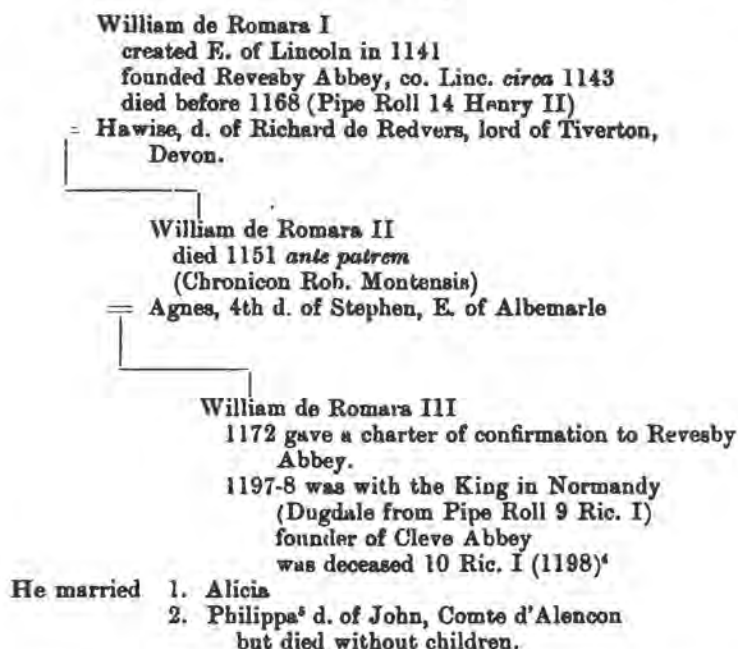 William de Romara I
created E. of Lincoln in 1141
founded Revesby Abbey, co. Linc. circa 1143
died before 1168 (Pipe Roll 14 Henry II)
= Hawise, d. of Richard de Redvers, lord of Tiverton,
Devon.
William de Romara II
died 1151 ante patrem
(Chronicon Rob. Montensis)
= Agnes, 4th d. of Stephen, E. of Albemarle
William de Romara III
1172 gave a charter of confirmation to Revesby
Abbey.
1197-8 was with the King in Normandy
(Dugdale from Pipe Roll 9 Ric. I)
founder of Cleve Abbey
was deceased 10 Ric. I (1198)⁴
He married 1. Alicia
2. Philippa⁵ d. of John, Comte d'Alencon
but died without children.